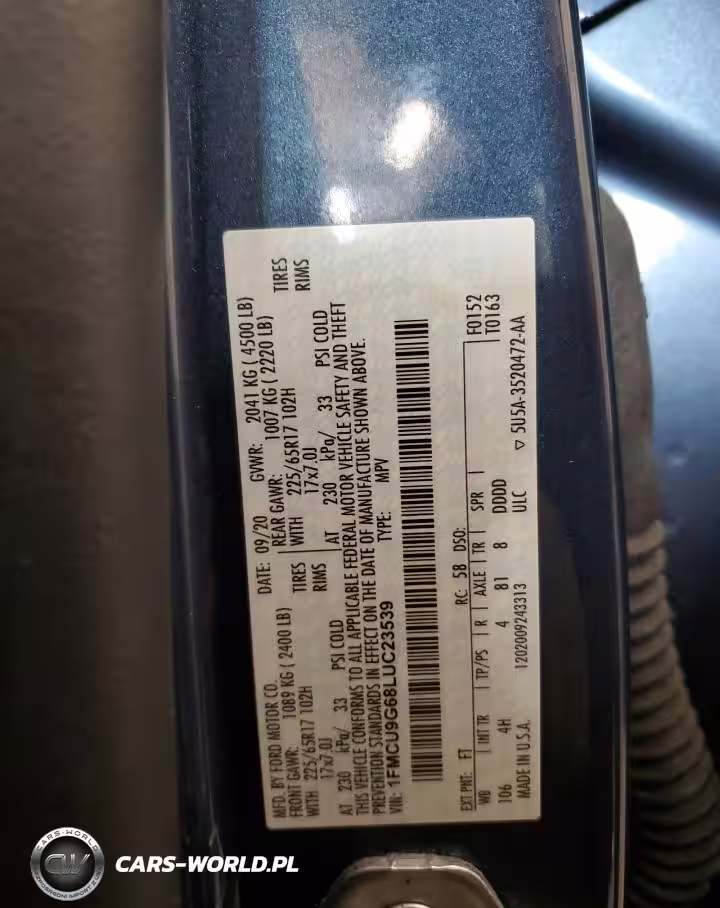 MFD. BY FORD MOTOR CO.
DATE: 09/20 GVWR: 2041 KG ( 4500 LB)
FRONT GAWR: 1089 KG ( 2400 LB)
REAR GAWR: 1007 KG ( 2220 LB)
WITH 225/65R17 102H TIRES
WITH 225/65R17 102H TIRES
17x7.0J RIMS
17x7.0J RIMS
AT 230 kPa/ 33 PSI COLD
AT 230 kPa/ 33 PSI COLD
THIS VEHICLE CONFORMS TO ALL APPLICABLE FEDERAL MOTOR VEHICLE SAFETY AND THEFT
PREVENTION STANDARDS IN EFFECT ON THE DATE OF MANUFACTURE SHOWN ABOVE.
VIN: 1FMCU9G68LUC23539 TYPE: MPV
F0152
T0163
EXT PNT: FT RC: 58 DSO:
WB INT TR TP/PS R AXLE TR SPR
106 4H 4 81 8 DDDD
▽ 5U5A-3520472-AA
MADE IN U.S.A. 1202009243313 ULC
CARS-WORLD
CW
CARS-WORLD.PL